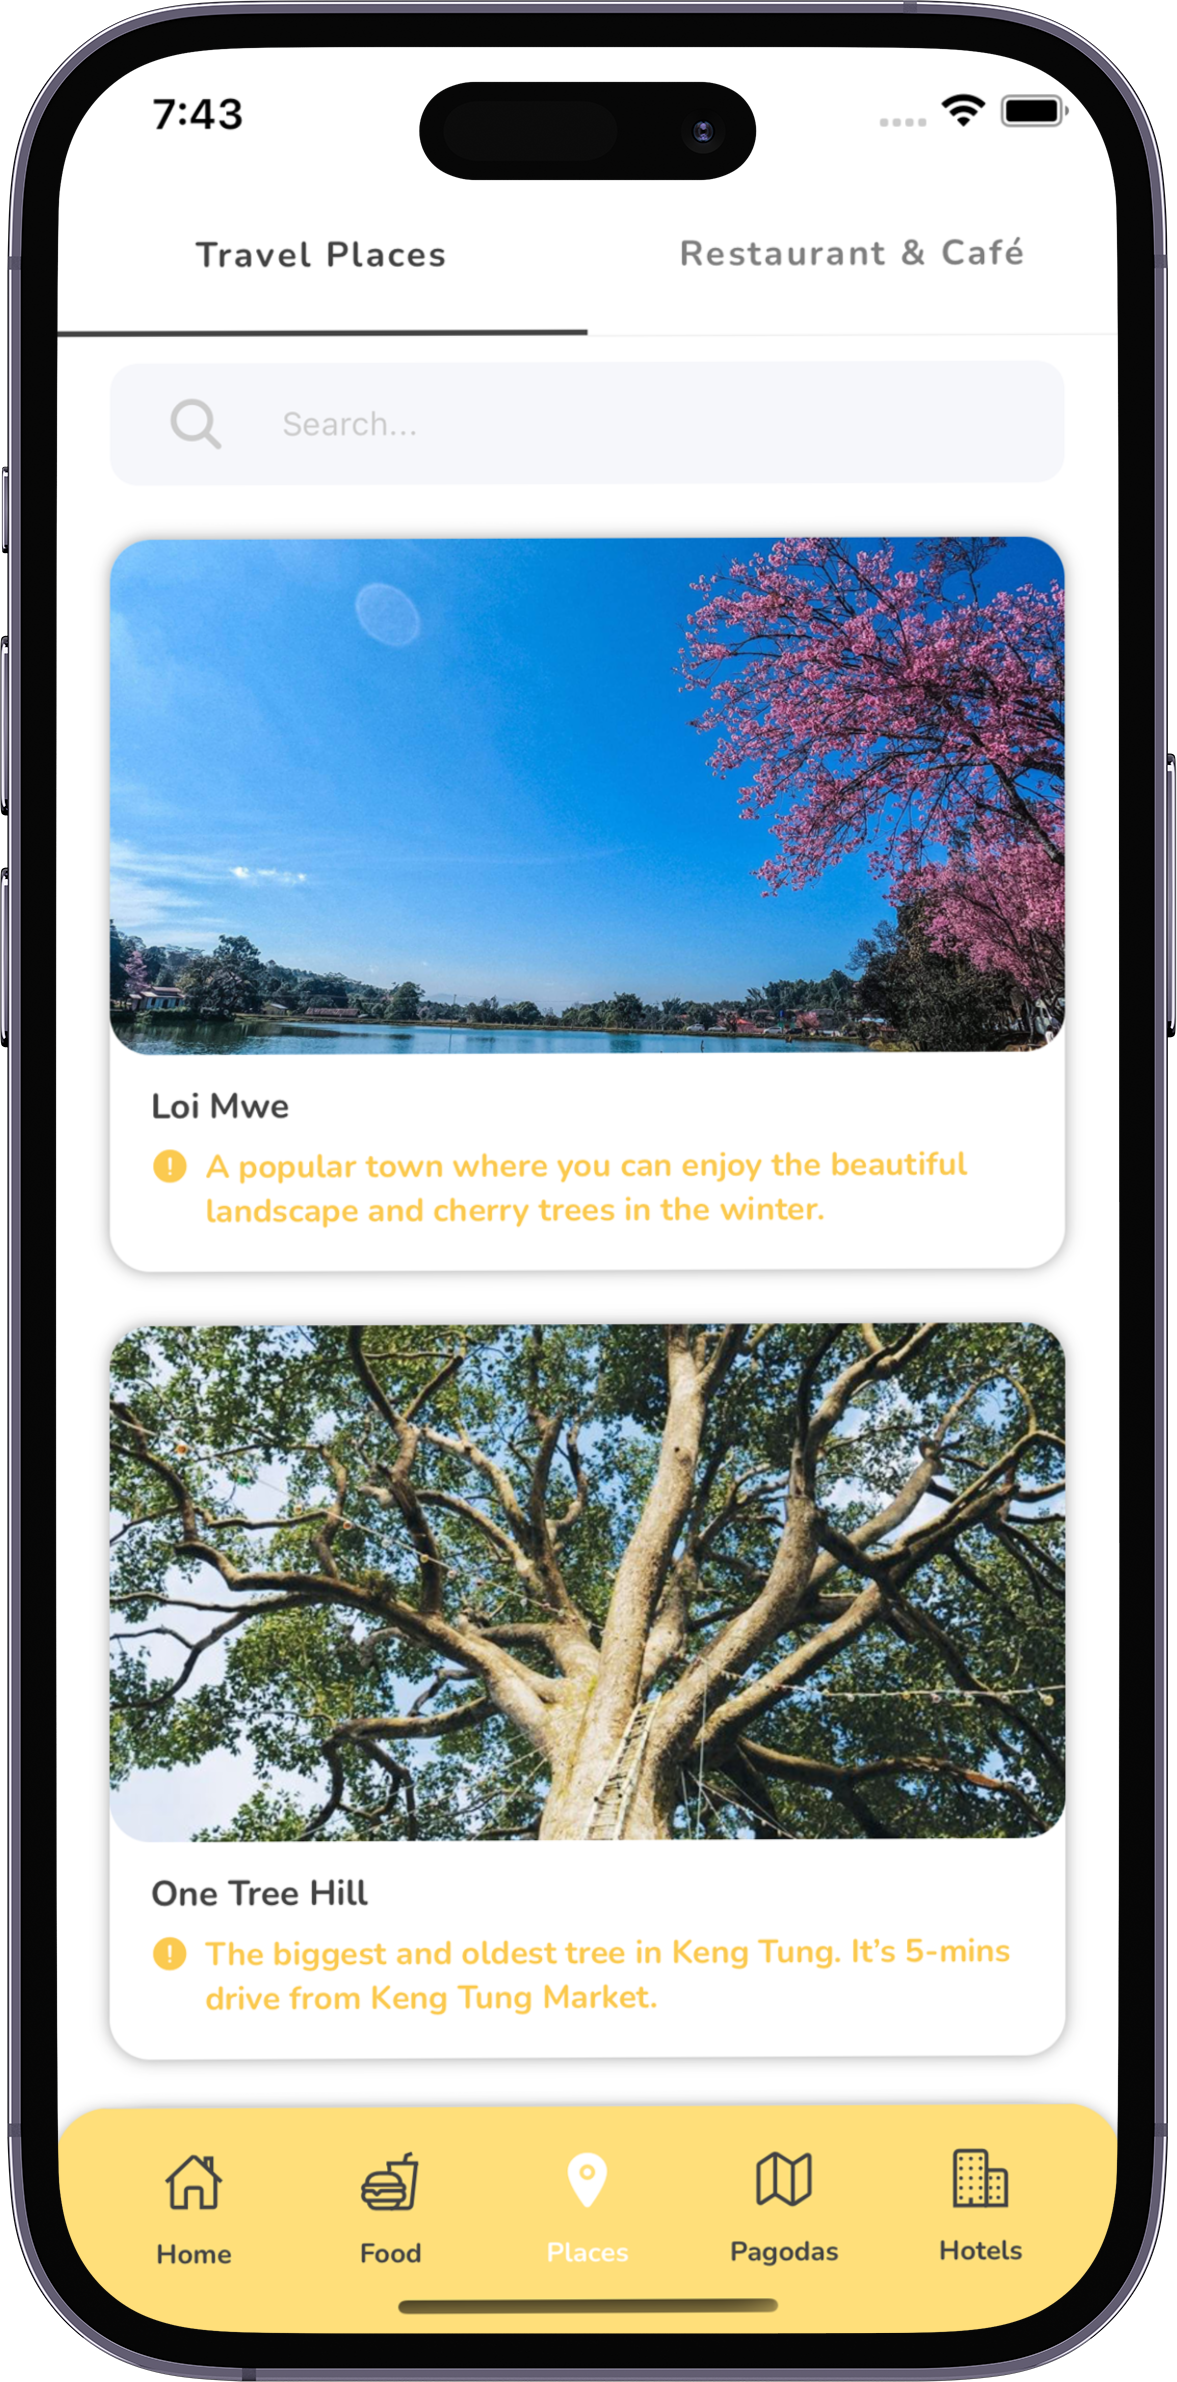 7:43
Travel Places
Restaurant & Café
Search...
Loi Mwe
A popular town where you can enjoy the beautiful
landscape and cherry trees in the winter.
One Tree Hill
The biggest and oldest tree in Keng Tung. It's 5-mins
drive from Keng Tung Market.
Home
Food
Places
Pagodas
Hotels